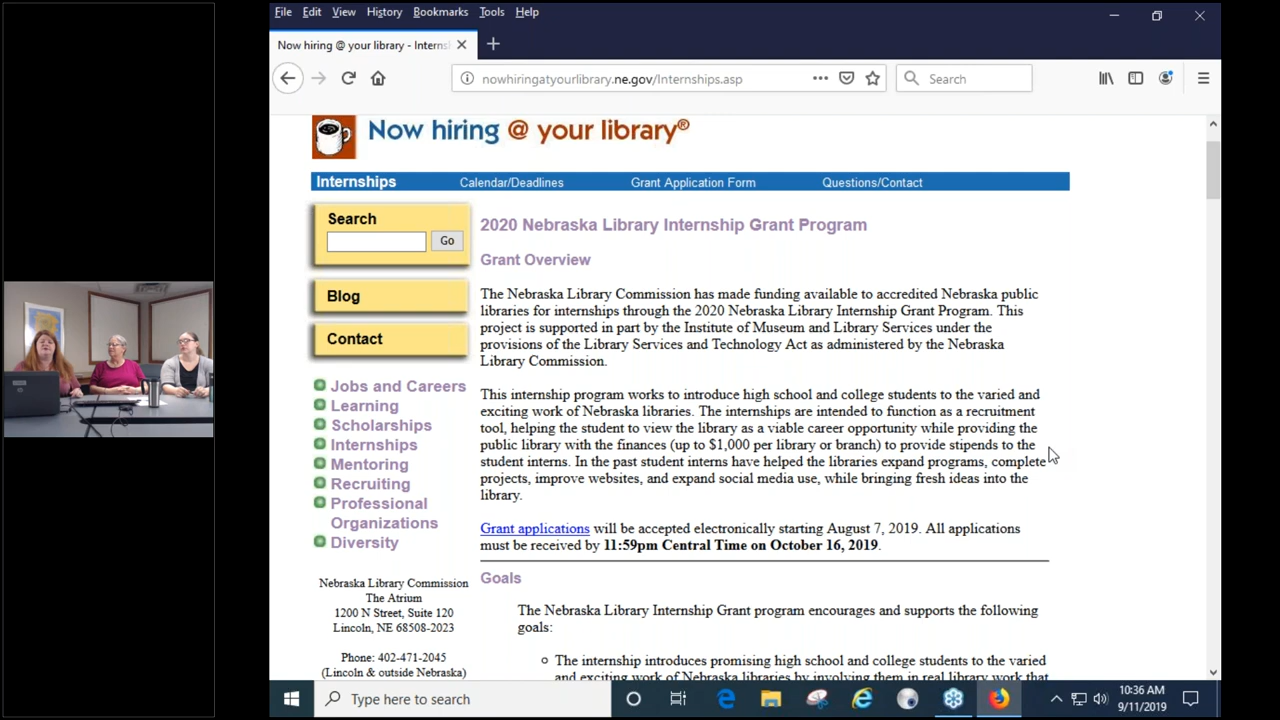 File Edit View History Bookmarks Tools Help
Now hiring @ your library - Interns
nowhiringatyourlibrary.ne.gov/Internships.asp
Search
Now hiring @ your library®
Internships Calendar/Deadlines Grant Application Form Questions/Contact
Search
Go
Blog
Contact
Jobs and Careers
Learning
Scholarships
Internships
Mentoring
Recruiting
Professional
Organizations
Diversity
Nebraska Library Commission
The Atrium
1200 N Street, Suite 120
Lincoln, NE 68508-2023
Phone: 402-471-2045
(Lincoln & outside Nebraska)
2020 Nebraska Library Internship Grant Program
Grant Overview
The Nebraska Library Commission has made funding available to accredited Nebraska public
libraries for internships through the 2020 Nebraska Library Internship Grant Program. This
project is supported in part by the Institute of Museum and Library Services under the
provisions of the Library Services and Technology Act as administered by the Nebraska
Library Commission.
This internship program works to introduce high school and college students to the varied and
exciting work of Nebraska libraries. The internships are intended to function as a recruitment
tool, helping the student to view the library as a viable career opportunity while providing the
public library with the finances (up to $1,000 per library or branch) to provide stipends to the
student interns. In the past student interns have helped the libraries expand programs, complete
projects, improve websites, and expand social media use, while bringing fresh ideas into the
library.
Grant applications will be accepted electronically starting August 7, 2019. All applications
must be received by 11:59pm Central Time on October 16, 2019.
Goals
The Nebraska Library Internship Grant program encourages and supports the following
goals:
The internship introduces promising high school and college students to the varied
and exciting work of Nebraska libraries by involving them in real library work that
Type here to search
10:36 AM
9/11/2019